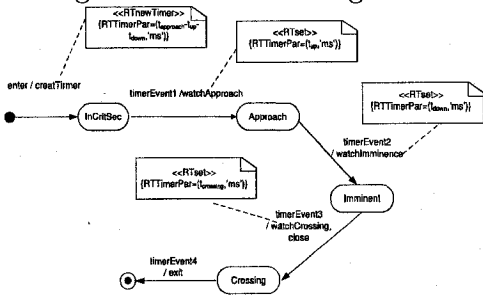 <<RTnewTimer>>
{RTTimerPar=(tapproach-tup-
tdown,'ms')}
<<RTset>>
{RTTimerPar=(tup,'ms')}
enter / creatTimer
timerEvent1 /watchApproach
<<RTset>>
{RTTimerPar=(tdown,'ms')}
InCritSec
Approach
timerEvent2
/ watchImminence
<<RTset>>
{RTTimerPar=(tcrossing,'ms')}
Imminent
timerEvent3
/ watchCrossing,
close
timerEvent4
/ exit
Crossing